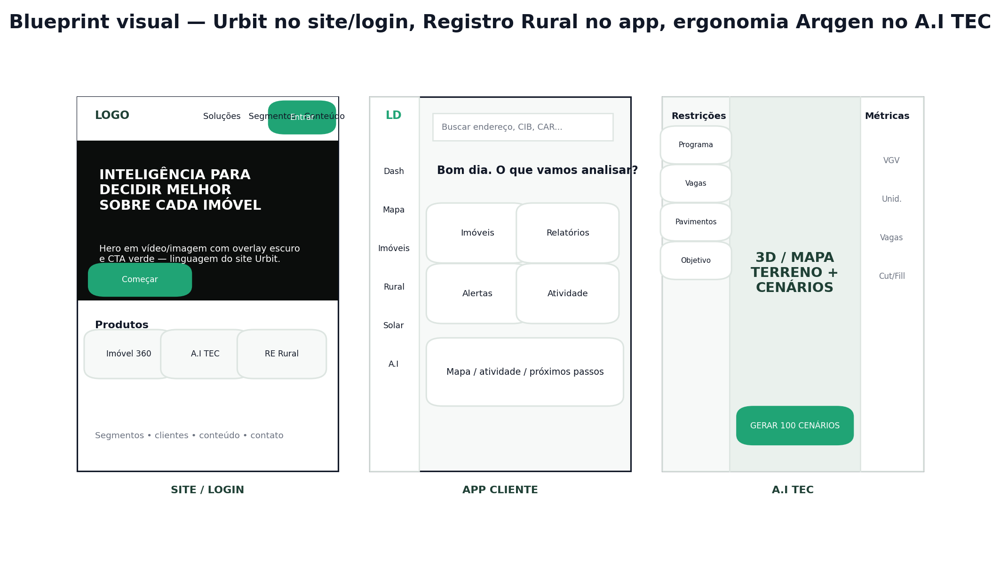 Blueprint visual — Urbit no site/login, Registro Rural no app, ergonomia Arqgen no A.I TEC
LOGO
Soluções Segmentos Conteúdo
Entrar
INTELIGÊNCIA PARA
DECIDIR MELHOR
SOBRE CADA IMÓVEL
Hero em vídeo/imagem com overlay escuro
e CTA verde — linguagem do site Urbit.
Começar
Produtos
Imóvel 360
A.I TEC
RE Rural
Segmentos • clientes • conteúdo • contato
SITE / LOGIN
LD
Dash
Mapa
Imóveis
Rural
Solar
A.I
Buscar endereço, CIB, CAR...
Bom dia. O que vamos analisar?
Imóveis
Relatórios
Alertas
Atividade
Mapa / atividade / próximos passos
APP CLIENTE
Restrições
Programa
Vagas
Pavimentos
Objetivo
3D / MAPA
TERRENO +
CENÁRIOS
GERAR 100 CENÁRIOS
Métricas
VGV
Unid.
Vagas
Cut/Fill
A.I TEC